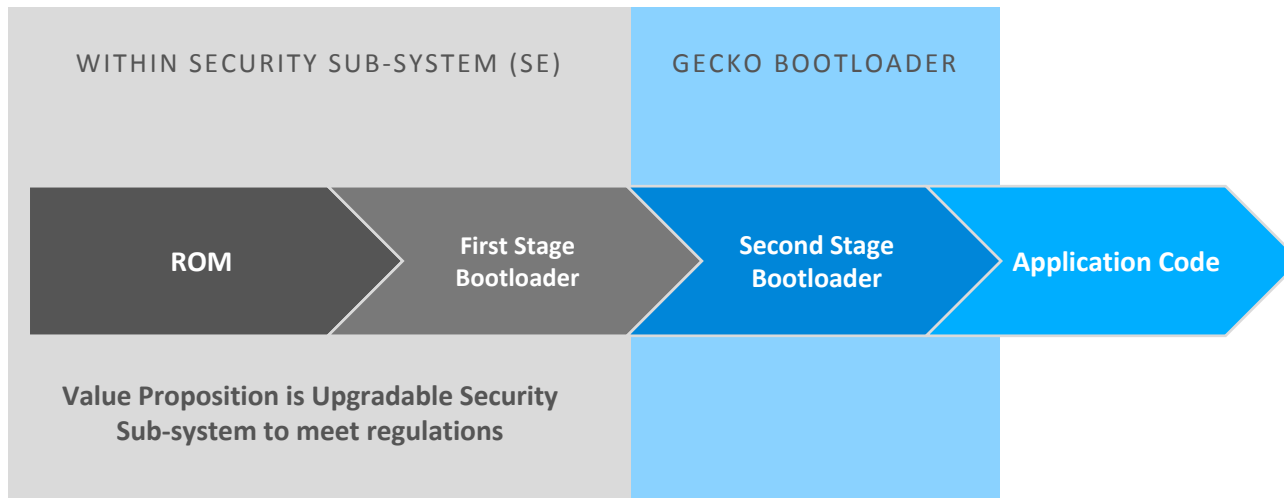 WITHIN SECURITY SUB-SYSTEM (SE)
GECKO BOOTLOADER
ROM
First Stage
Bootloader
Second Stage
Bootloader
Application Code
Value Proposition is Upgradable Security
Sub-system to meet regulations